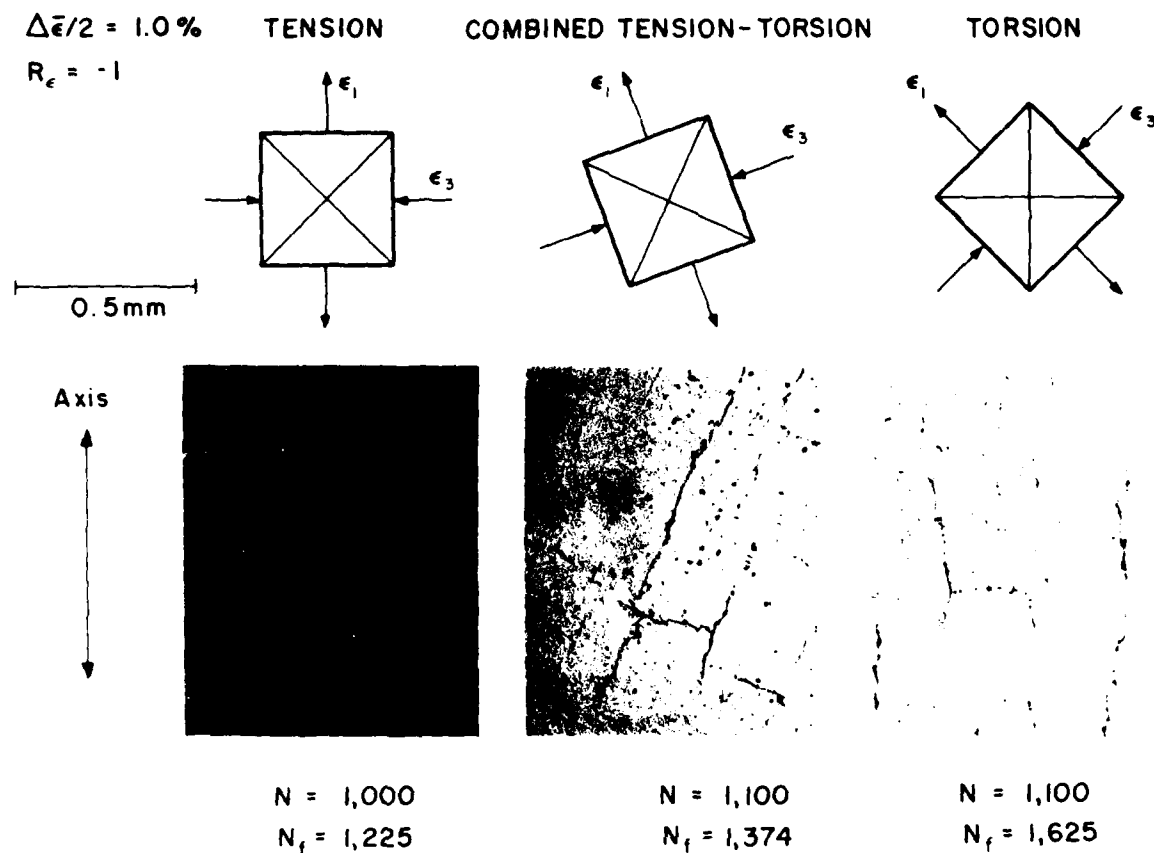 Δε̄/2 = 1.0 %
R_ϵ = -1
TENSION
COMBINED TENSION-TORSION
TORSION
ϵ₁
ϵ₃
ϵ₁
ϵ₃
ϵ₁
ϵ₃
0.5mm
Axis
N = 1,000
N_f = 1,225
N = 1,100
N_f = 1,374
N = 1,100
N_f = 1,625